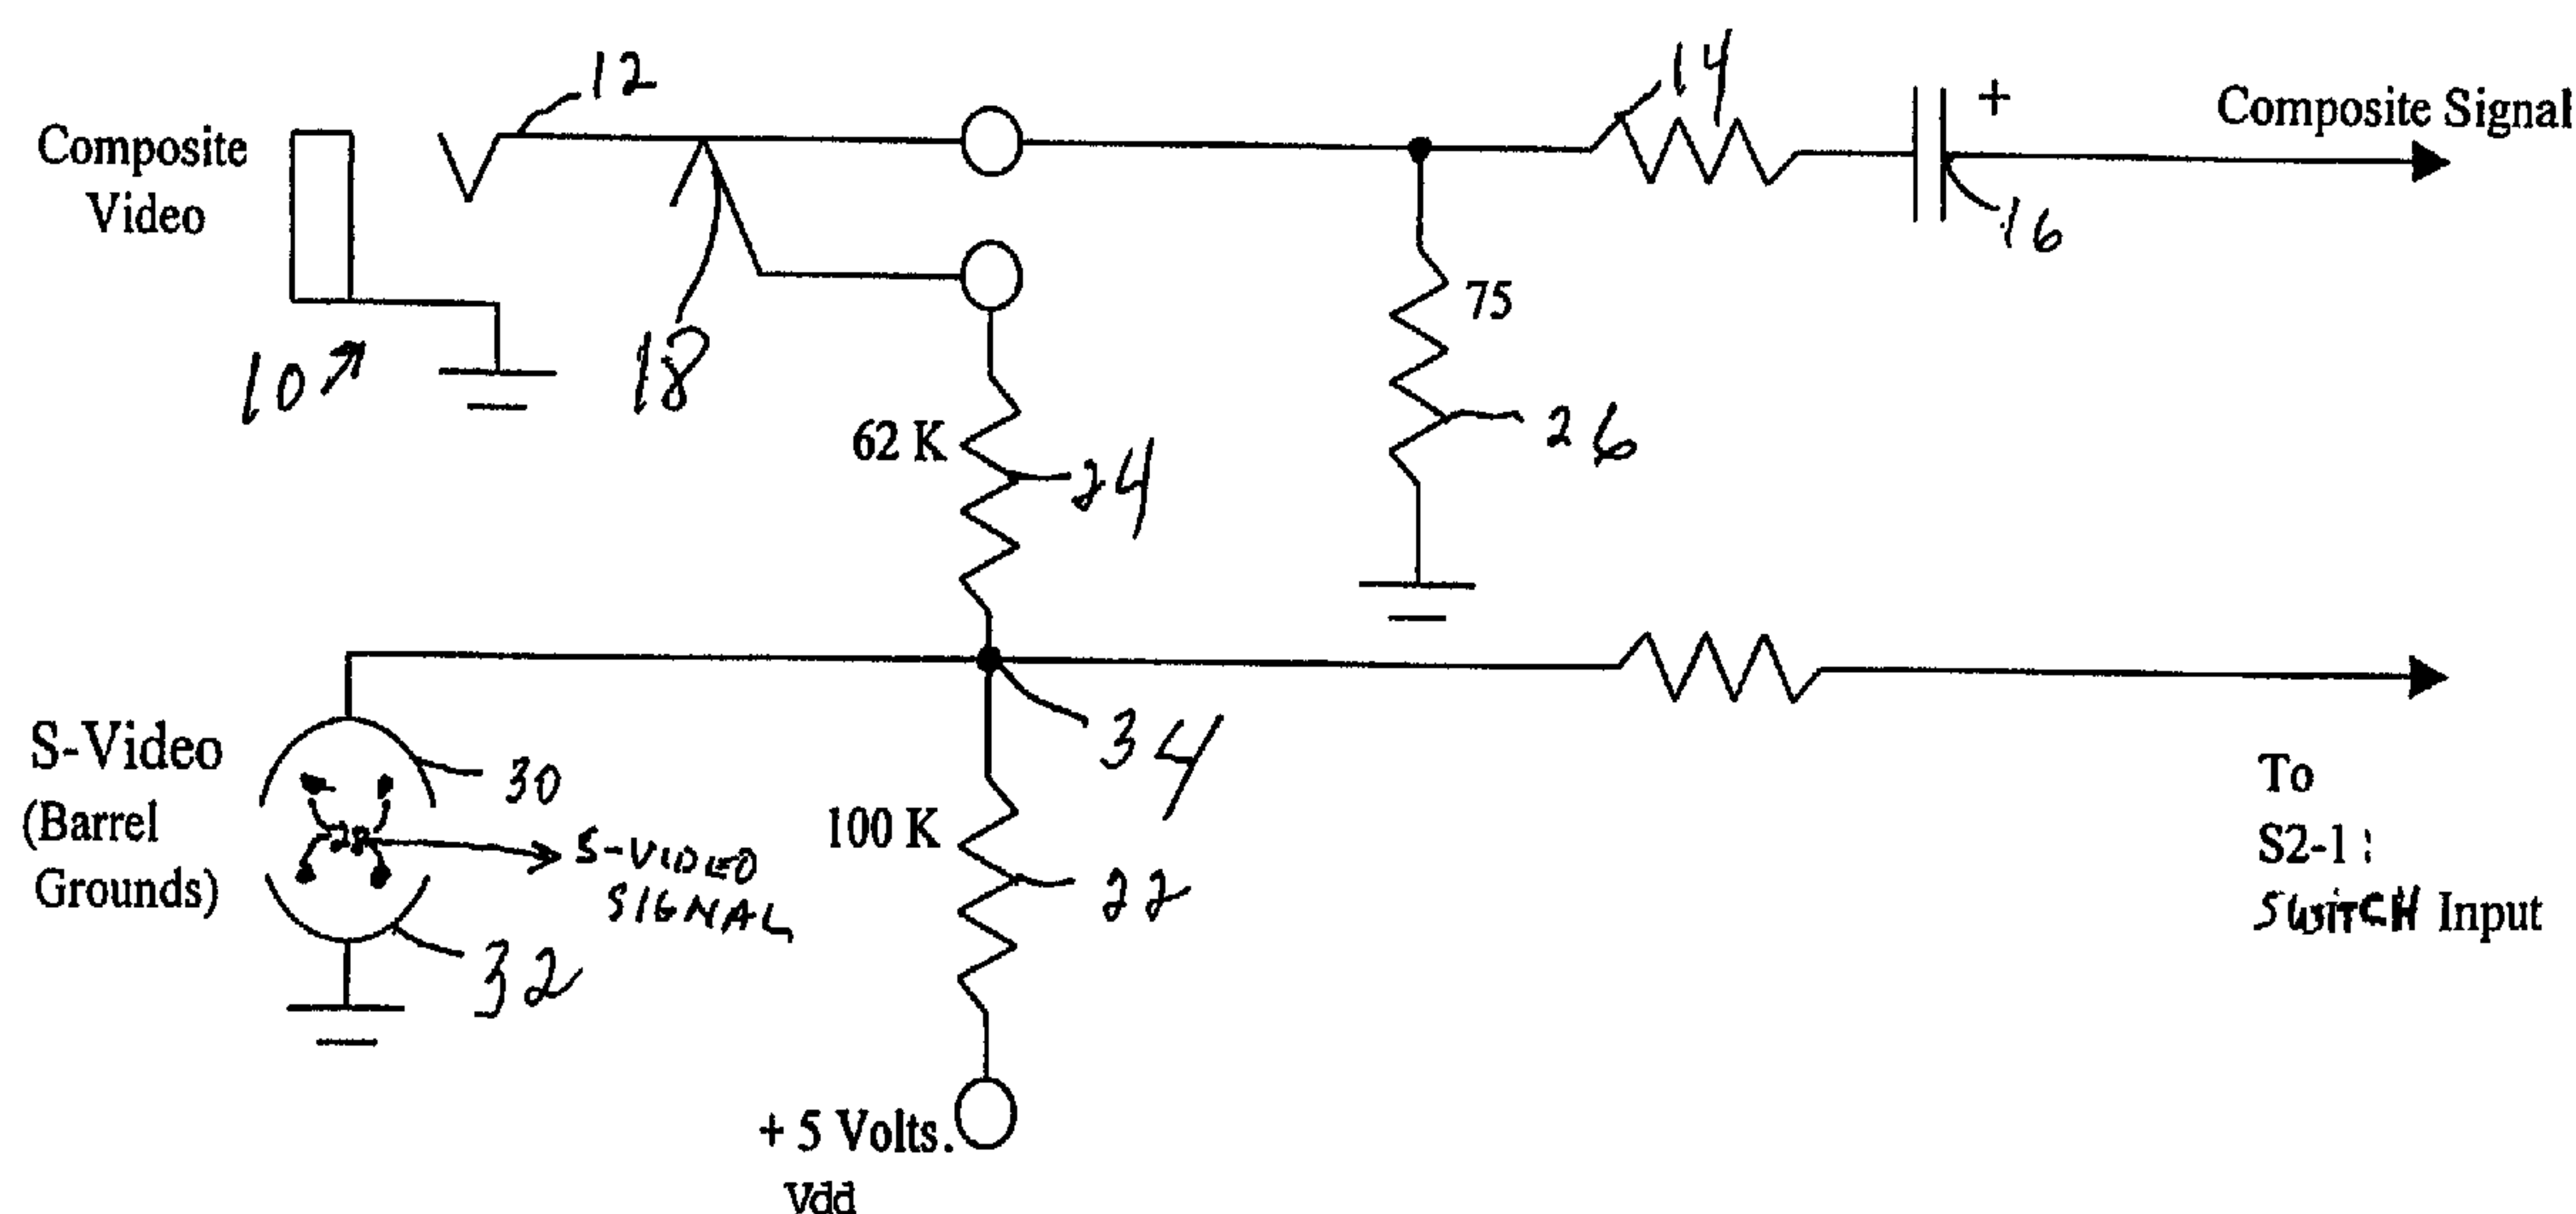 12
14
+
Composite Signal
Composite
Video
16
10
18
75
62 K
24
26
34
S-Video
(Barrel
Grounds)
30
28
S-VIDEO
SIGNAL
32
100 K
22
To
S2-1:
SWITCH Input
+ 5 Volts.
Vdd